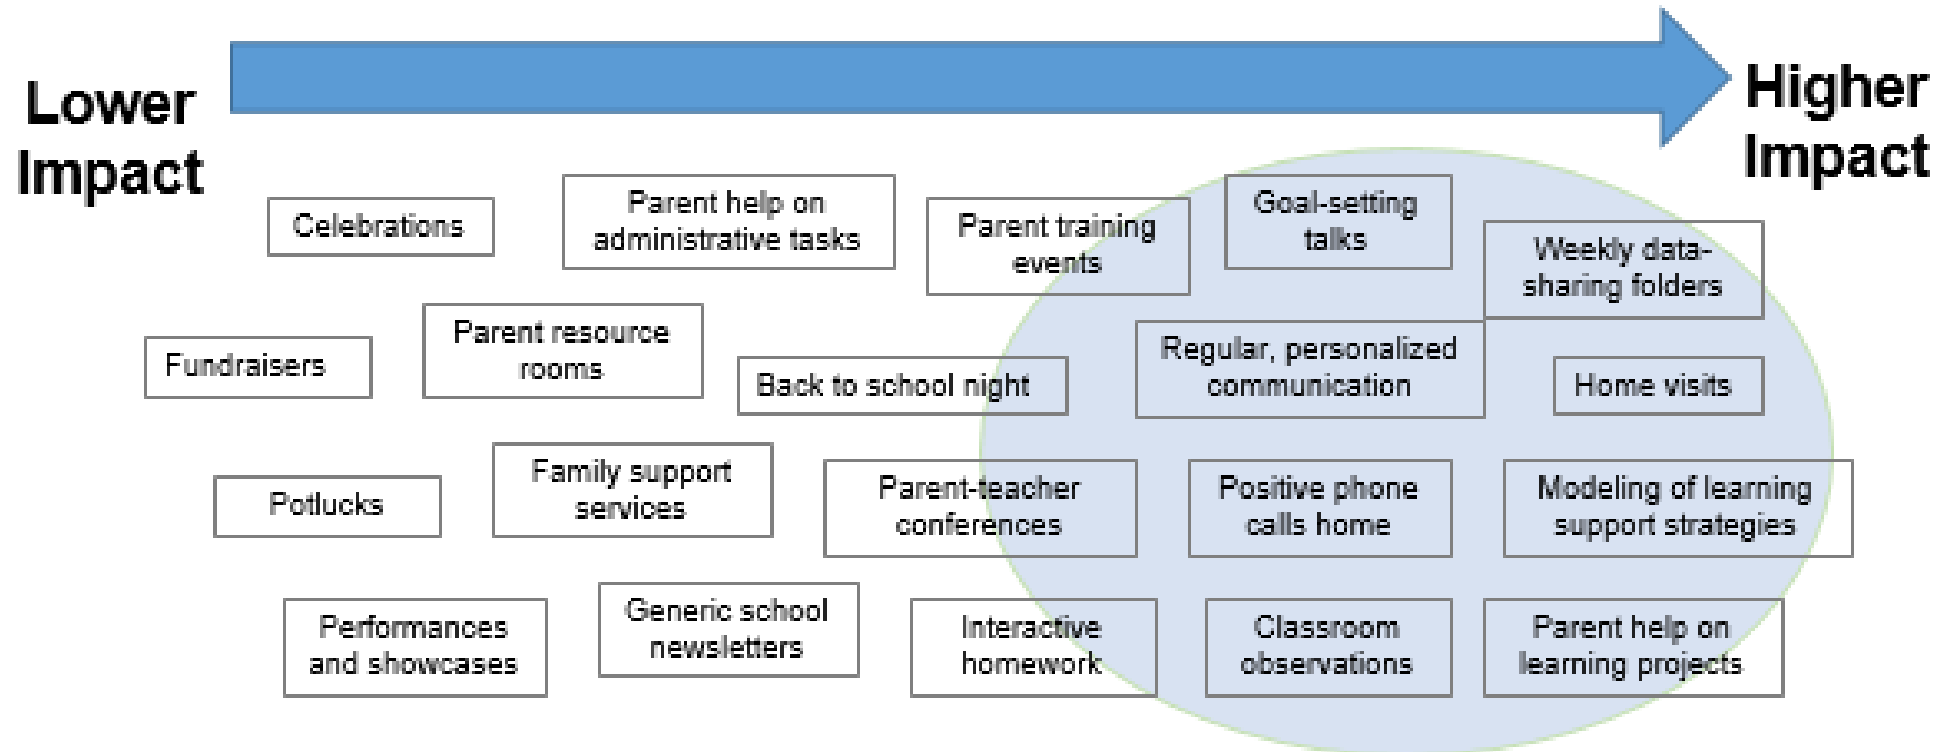 Lower
Impact
Higher
Impact
Celebrations
Parent help on
administrative tasks
Parent training
events
Goal-setting
talks
Weekly data-
sharing folders
Fundraisers
Parent resource
rooms
Back to school night
Regular, personalized
communication
Home visits
Potlucks
Family support
services
Parent-teacher
conferences
Positive phone
calls home
Modeling of learning
support strategies
Performances
and showcases
Generic school
newsletters
Interactive
homework
Classroom
observations
Parent help on
learning projects